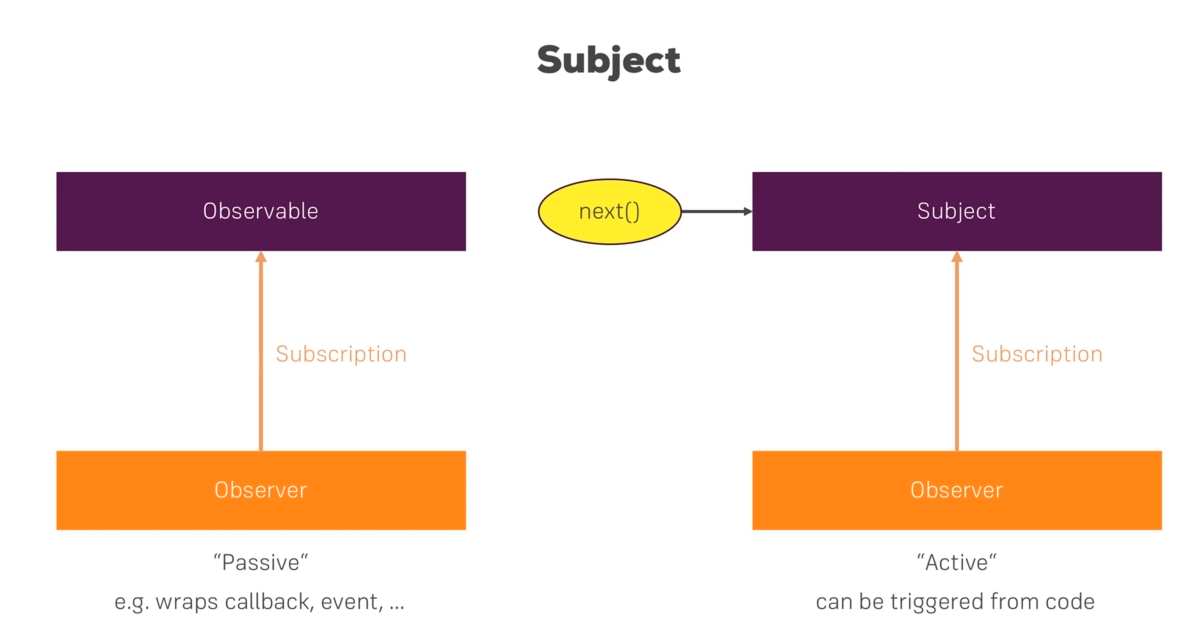 Subject
Observable
next()
Subject
Subscription
Subscription
Observer
Observer
“Passive”
“Active”
e.g. wraps callback, event, ...
can be triggered from code